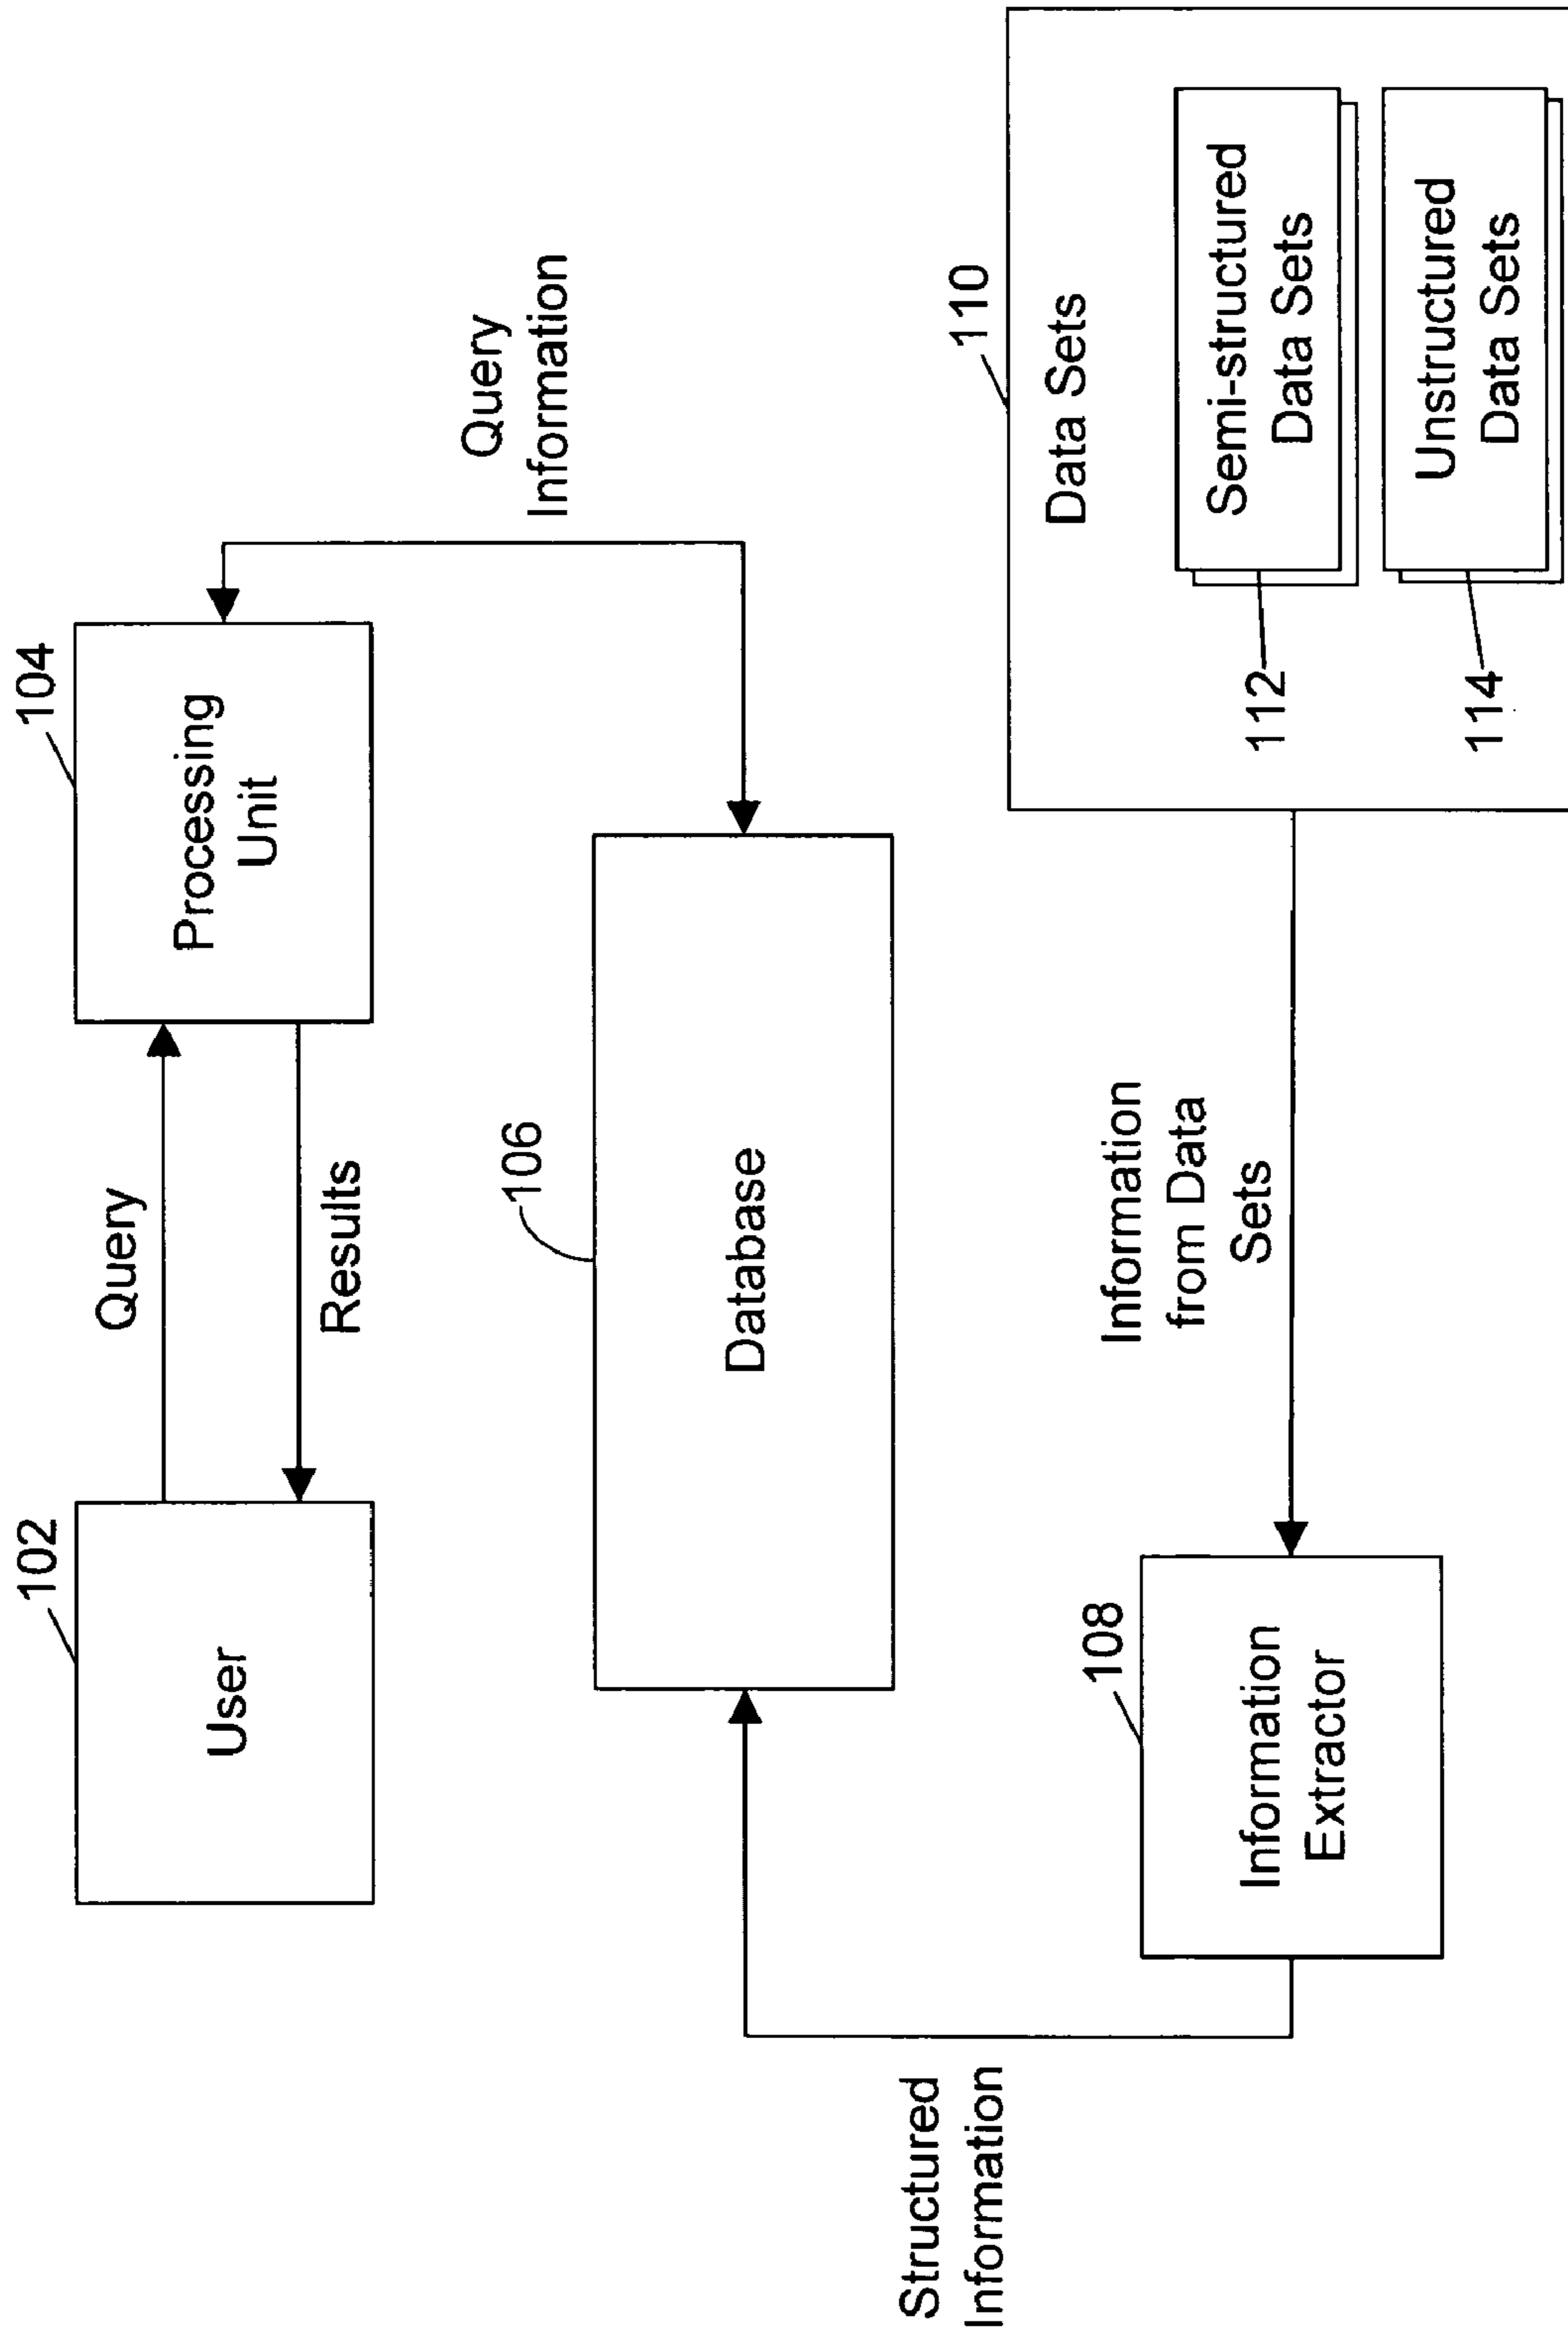 102
User
Query
Results
104
Processing
Unit
Query
Information
106
Database
Structured
Information
108
Information
Extractor
Information
from Data
Sets
110
Data Sets
112
Semi-structured
Data Sets
114
Unstructured
Data Sets